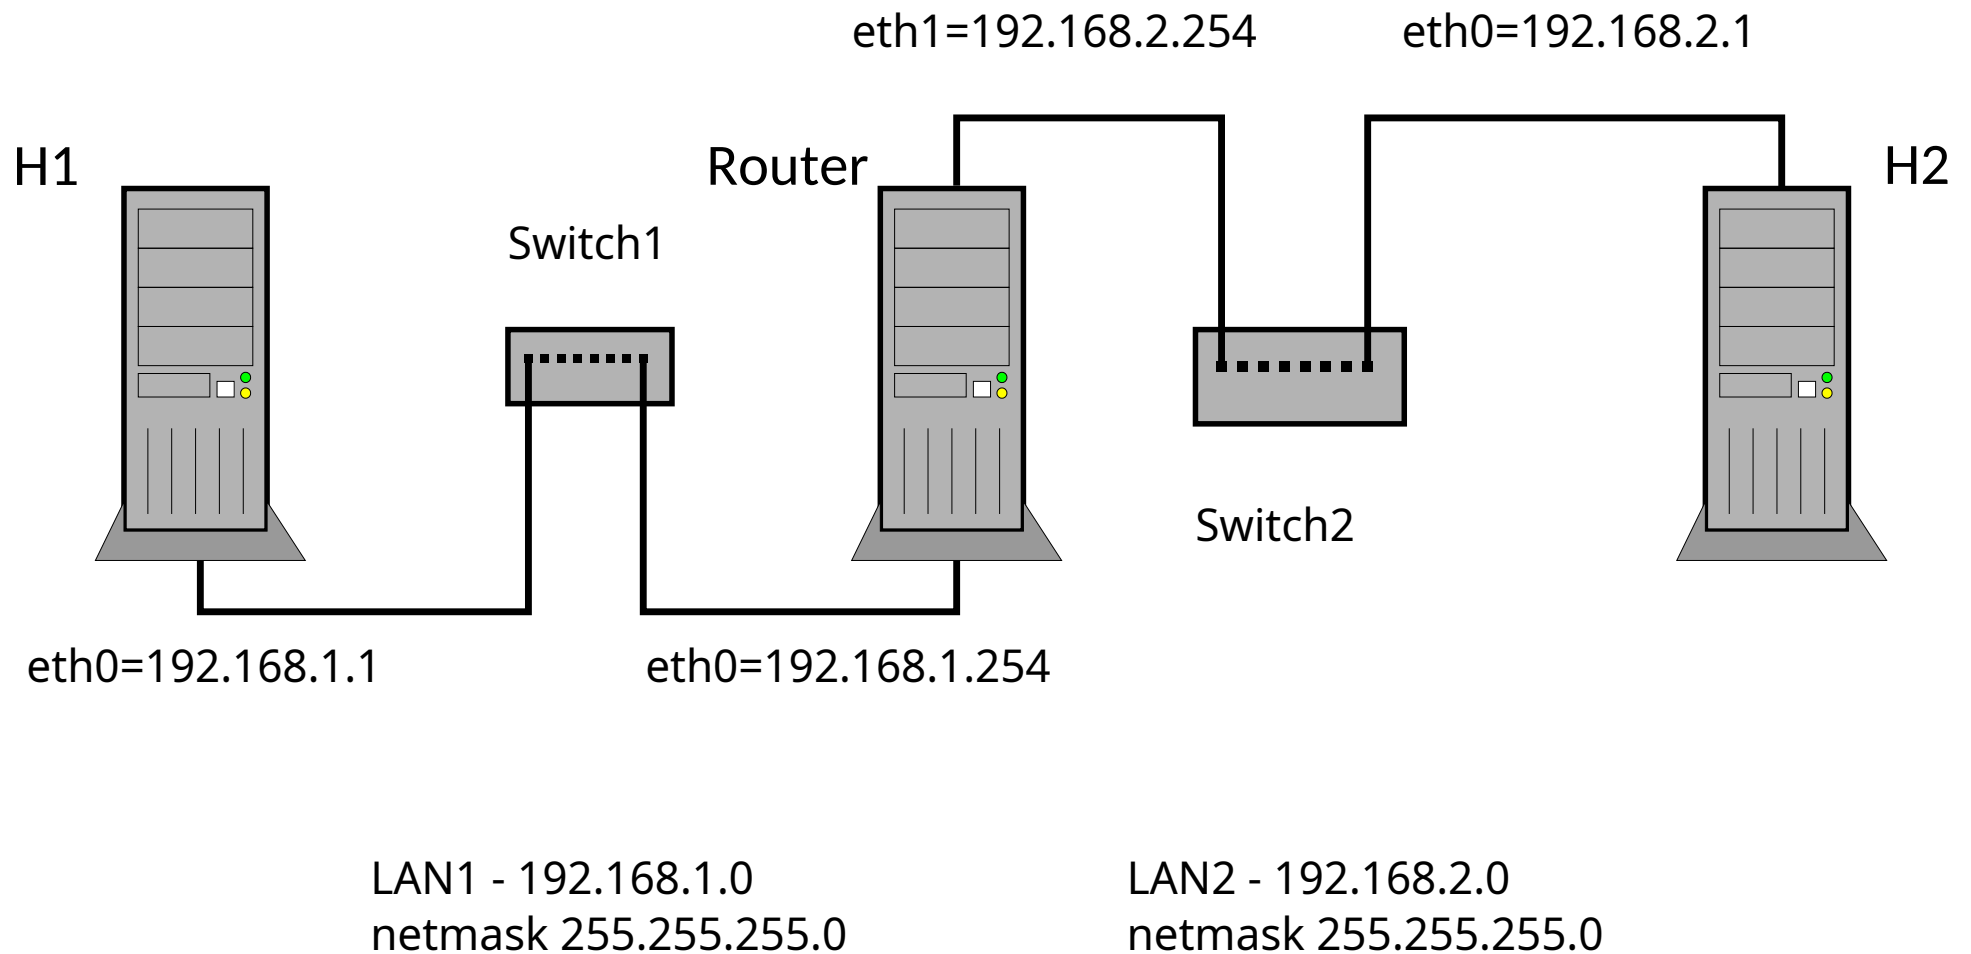 eth1=192.168.2.254
eth0=192.168.2.1
H1
Router
H2
Switch1
Switch2
eth0=192.168.1.1
eth0=192.168.1.254
LAN1 - 192.168.1.0
netmask 255.255.255.0
LAN2 - 192.168.2.0
netmask 255.255.255.0